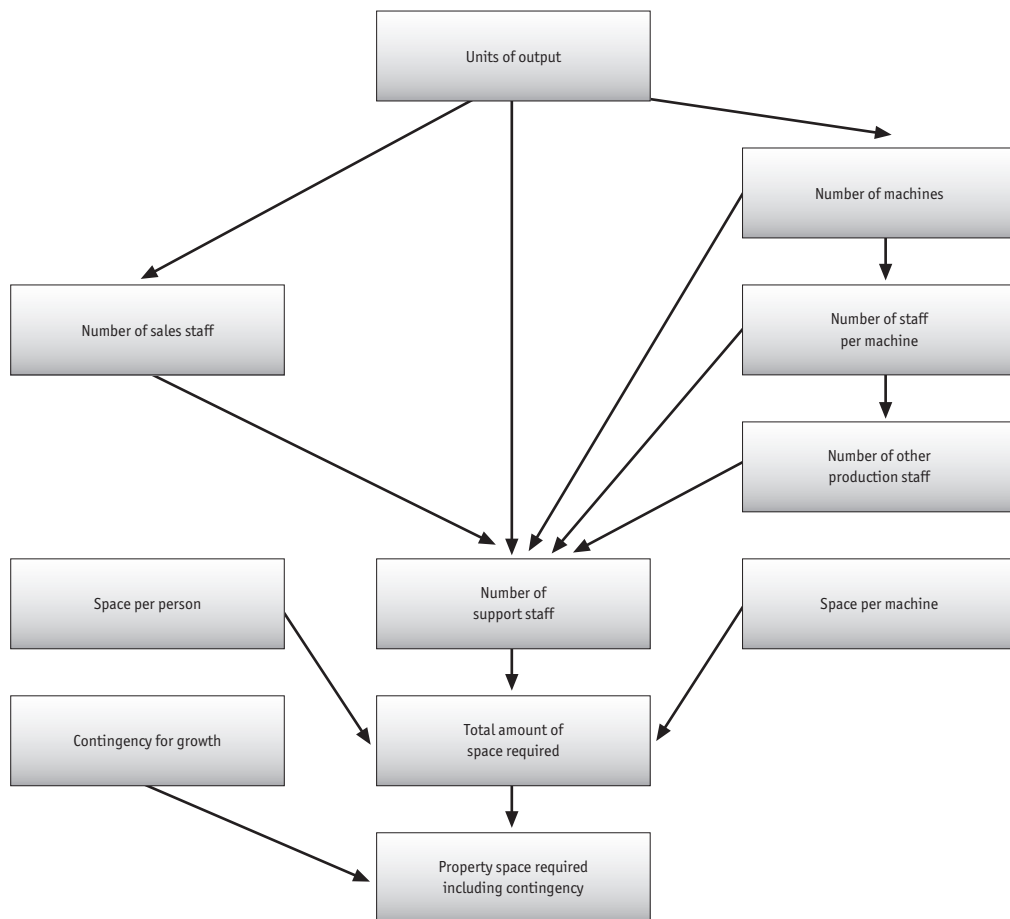 Units of output
Number of machines
Number of sales staff
Number of staff
per machine
Number of other
production staff
Space per person
Number of
support staff
Space per machine
Contingency for growth
Total amount of
space required
Property space required
including contingency